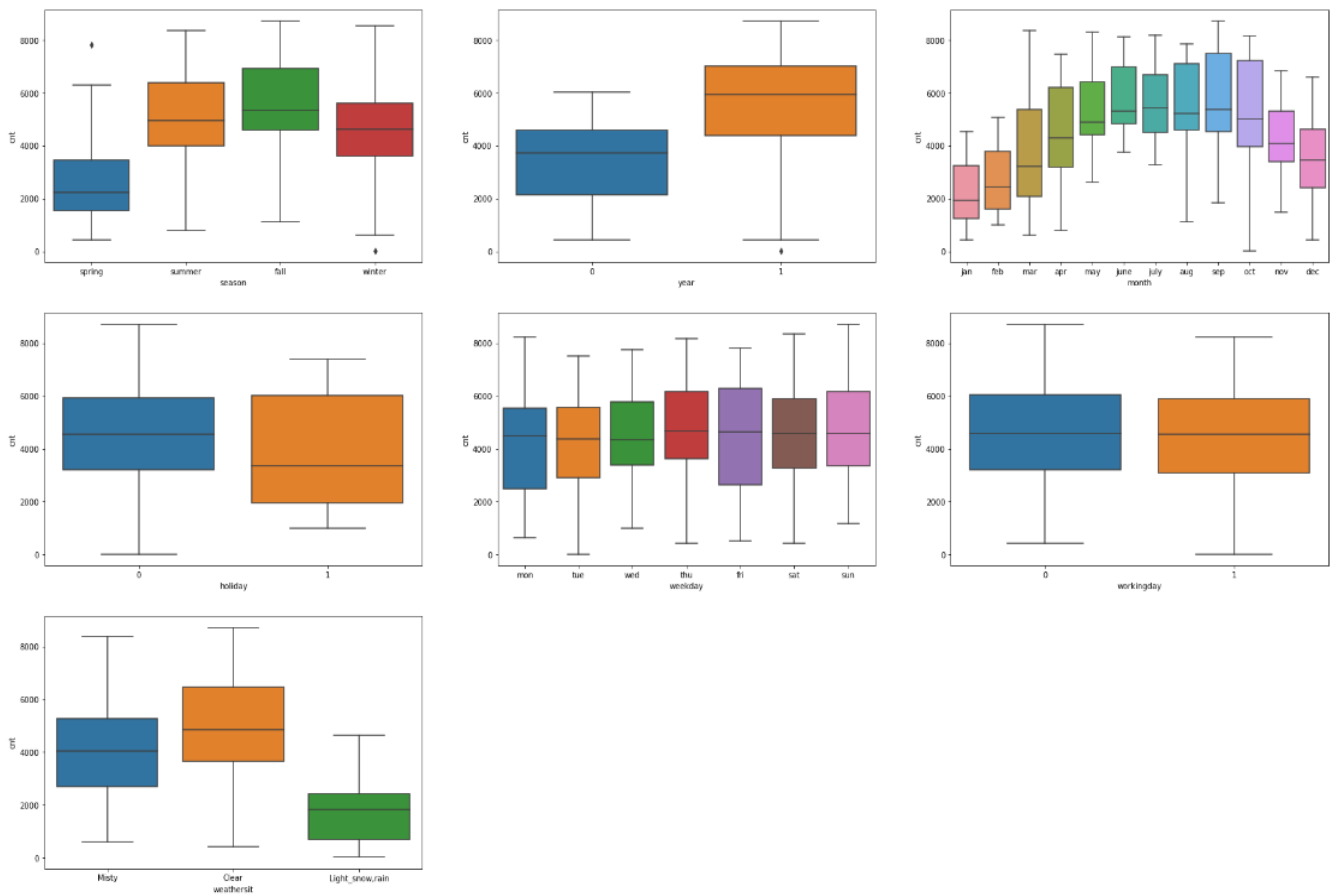 8000
6000
4000
2000
0
cnt
spring summer fall winter
season
8000
6000
4000
2000
0
cnt
0 1
year
8000
6000
4000
2000
0
cnt
jan feb mar apr may june july aug sep oct nov dec
month
8000
6000
4000
2000
0
cnt
0 1
holiday
8000
6000
4000
2000
0
cnt
mon tue wed thu fri sat sun
weekday
8000
6000
4000
2000
0
cnt
0 1
workingday
8000
6000
4000
2000
0
cnt
Misty Clear Light_snow,rain
weathersit